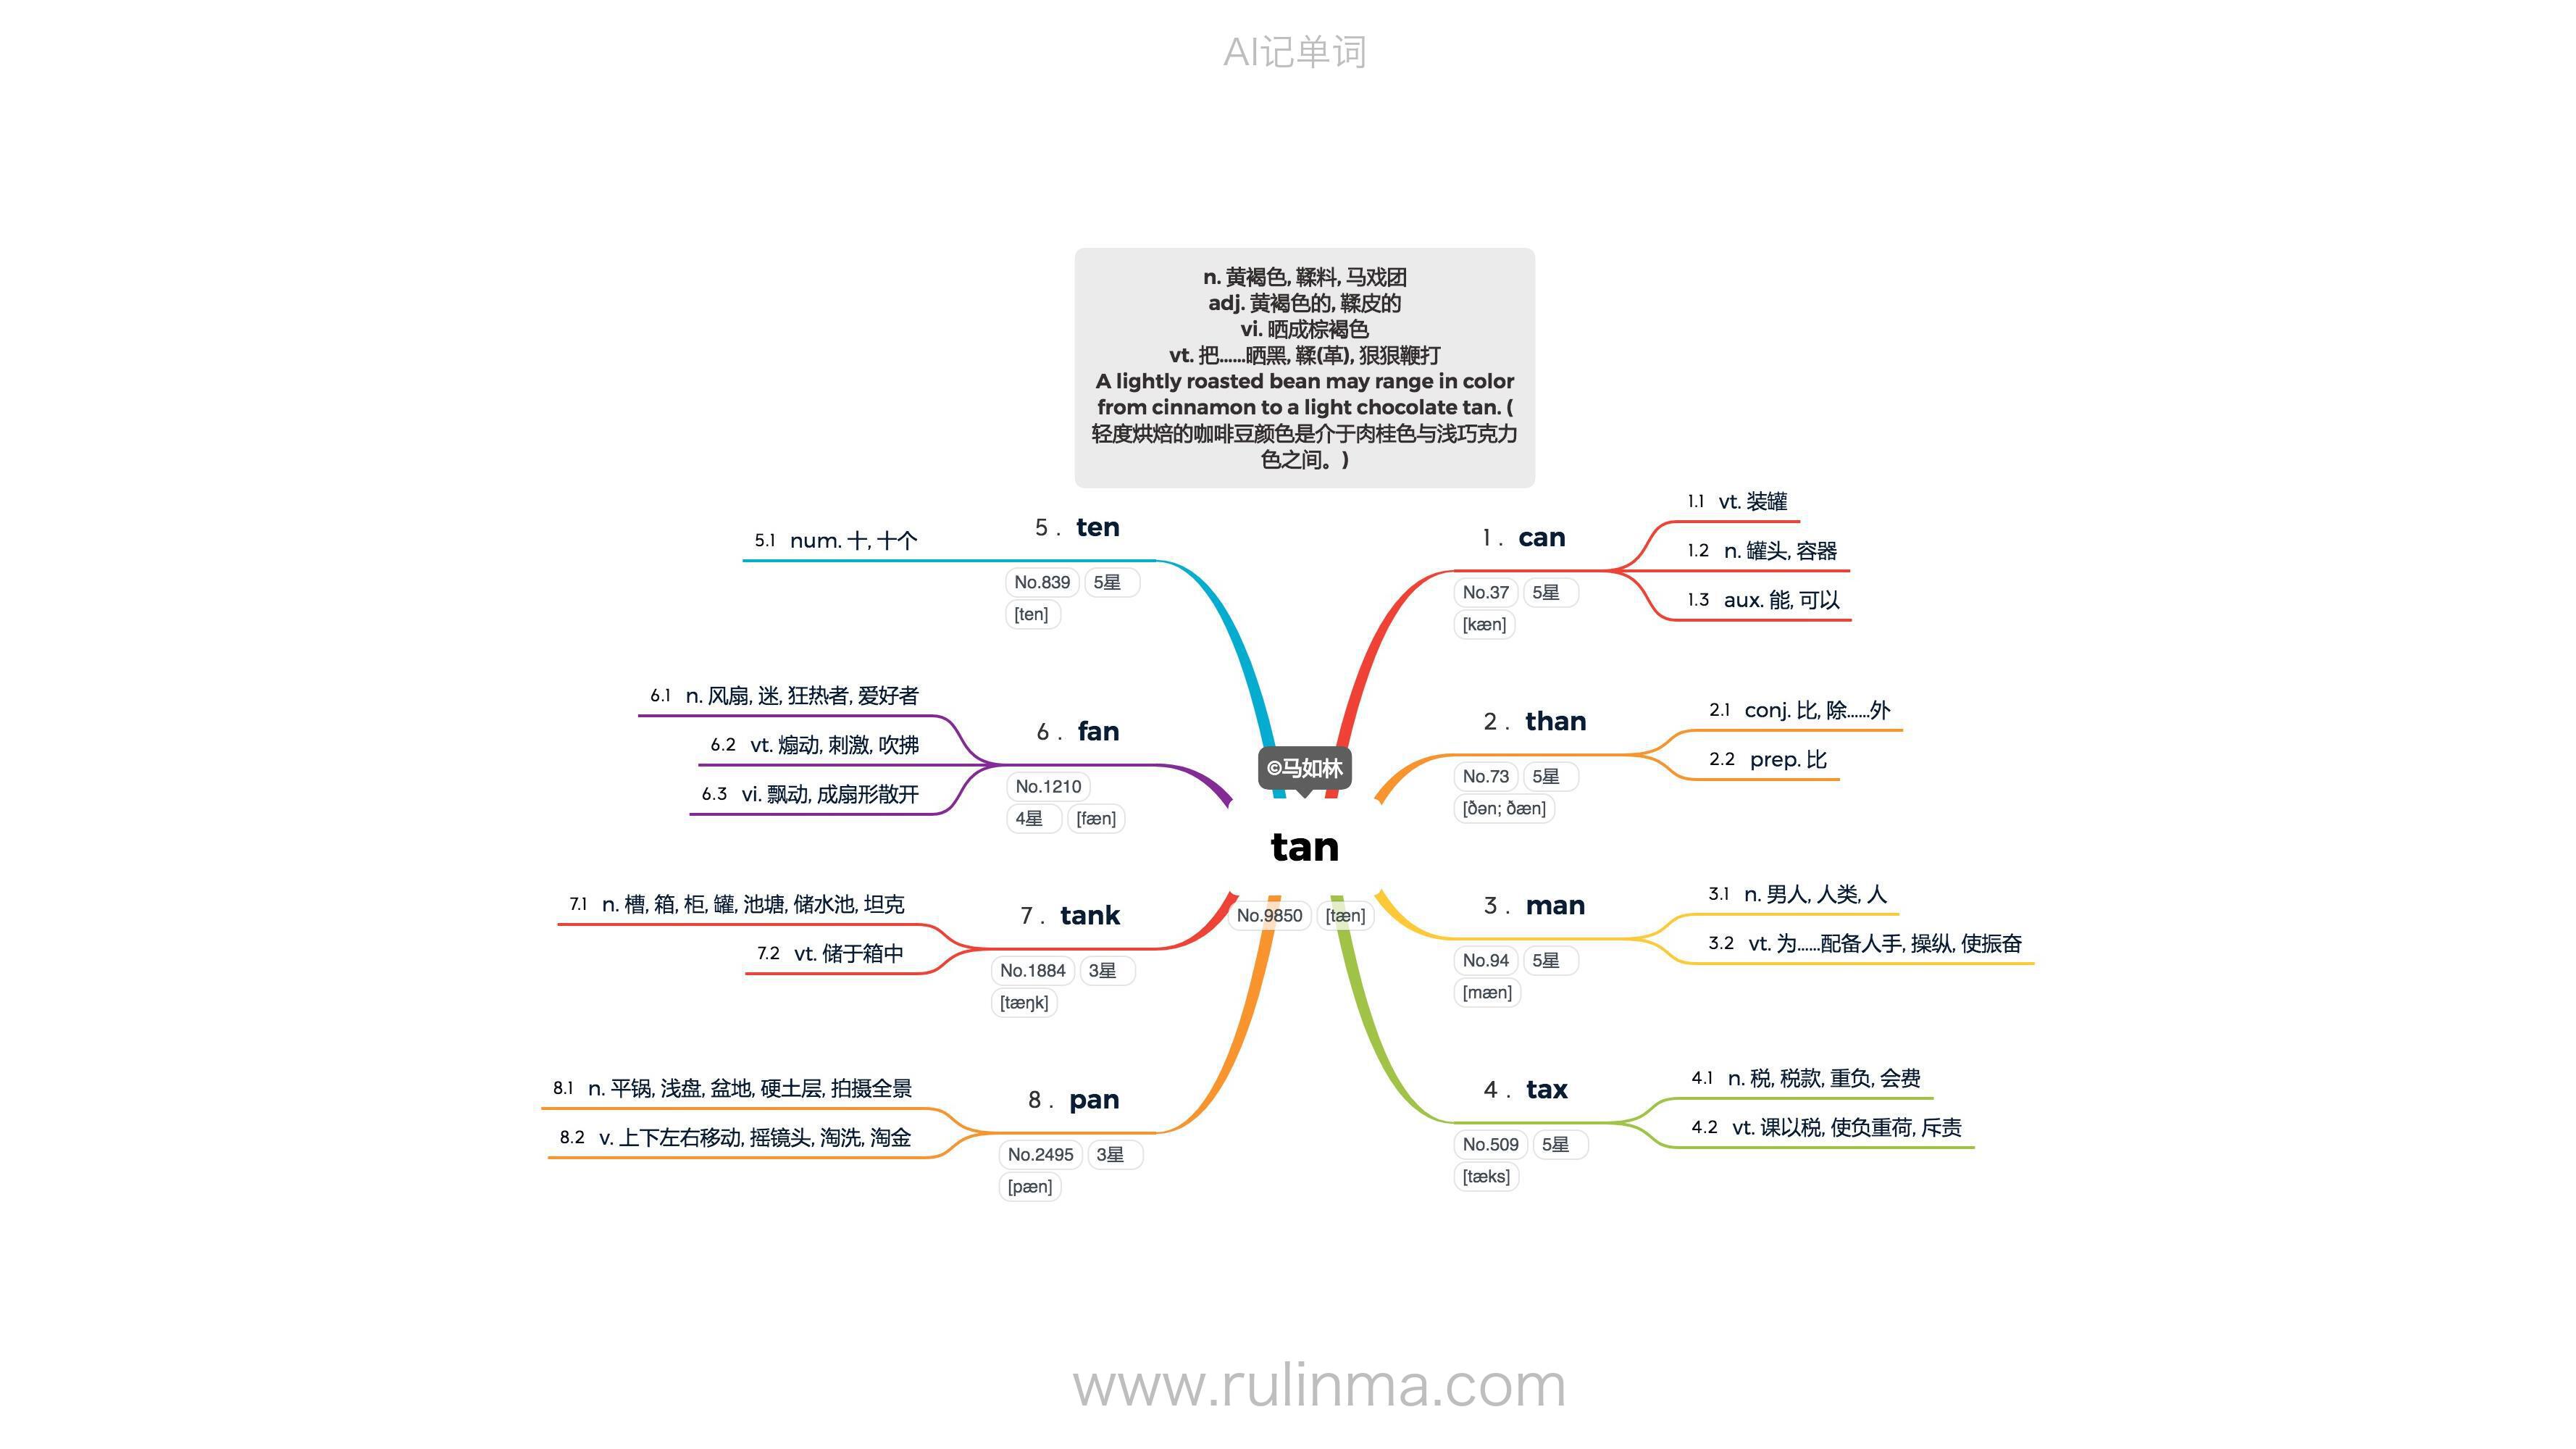 AI记单词
n. 黄褐色, 鞣料, 马戏团
adj. 黄褐色的, 鞣皮的
vi. 晒成棕褐色
vt. 把……晒黑, 鞣(革), 狠狠鞭打
A lightly roasted bean may range in color
from cinnamon to a light chocolate tan. (
轻度烘焙的咖啡豆颜色是介于肉桂色与浅巧克力
色之间。)
©马如林
tan
No.9850 [tæn]
1 . can
No.37 5星
[kæn]
1.1 vt. 装罐
1.2 n. 罐头, 容器
1.3 aux. 能, 可以
2 . than
No.73 5星
[ðən; ðæn]
2.1 conj. 比, 除……外
2.2 prep. 比
3 . man
No.94 5星
[mæn]
3.1 n. 男人, 人类, 人
3.2 vt. 为……配备人手, 操纵, 使振奋
4 . tax
No.509 5星
[tæks]
4.1 n. 税, 税款, 重负, 会费
4.2 vt. 课以税, 使负重荷, 斥责
5 . ten
No.839 5星
[ten]
5.1 num. 十, 十个
6 . fan
No.1210
4星 [fæn]
6.1 n. 风扇, 迷, 狂热者, 爱好者
6.2 vt. 煽动, 刺激, 吹拂
6.3 vi. 飘动, 成扇形散开
7 . tank
No.1884 3星
[tæŋk]
7.1 n. 槽, 箱, 柜, 罐, 池塘, 储水池, 坦克
7.2 vt. 储于箱中
8 . pan
No.2495 3星
[pæn]
8.1 n. 平锅, 浅盘, 盆地, 硬土层, 拍摄全景
8.2 v. 上下左右移动, 摇镜头, 淘洗, 淘金
www.rulinma.com